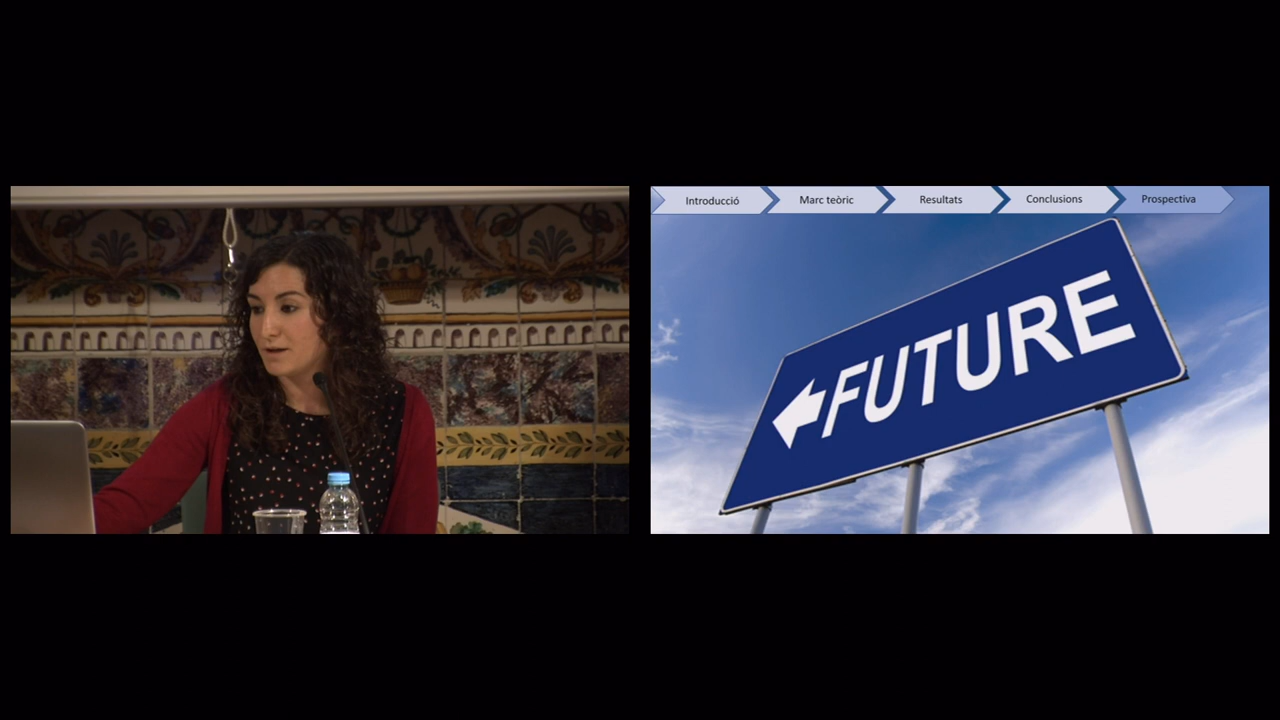 Introducció
Marc teòric
Resultats
Conclusions
Prospectiva
FUTURE